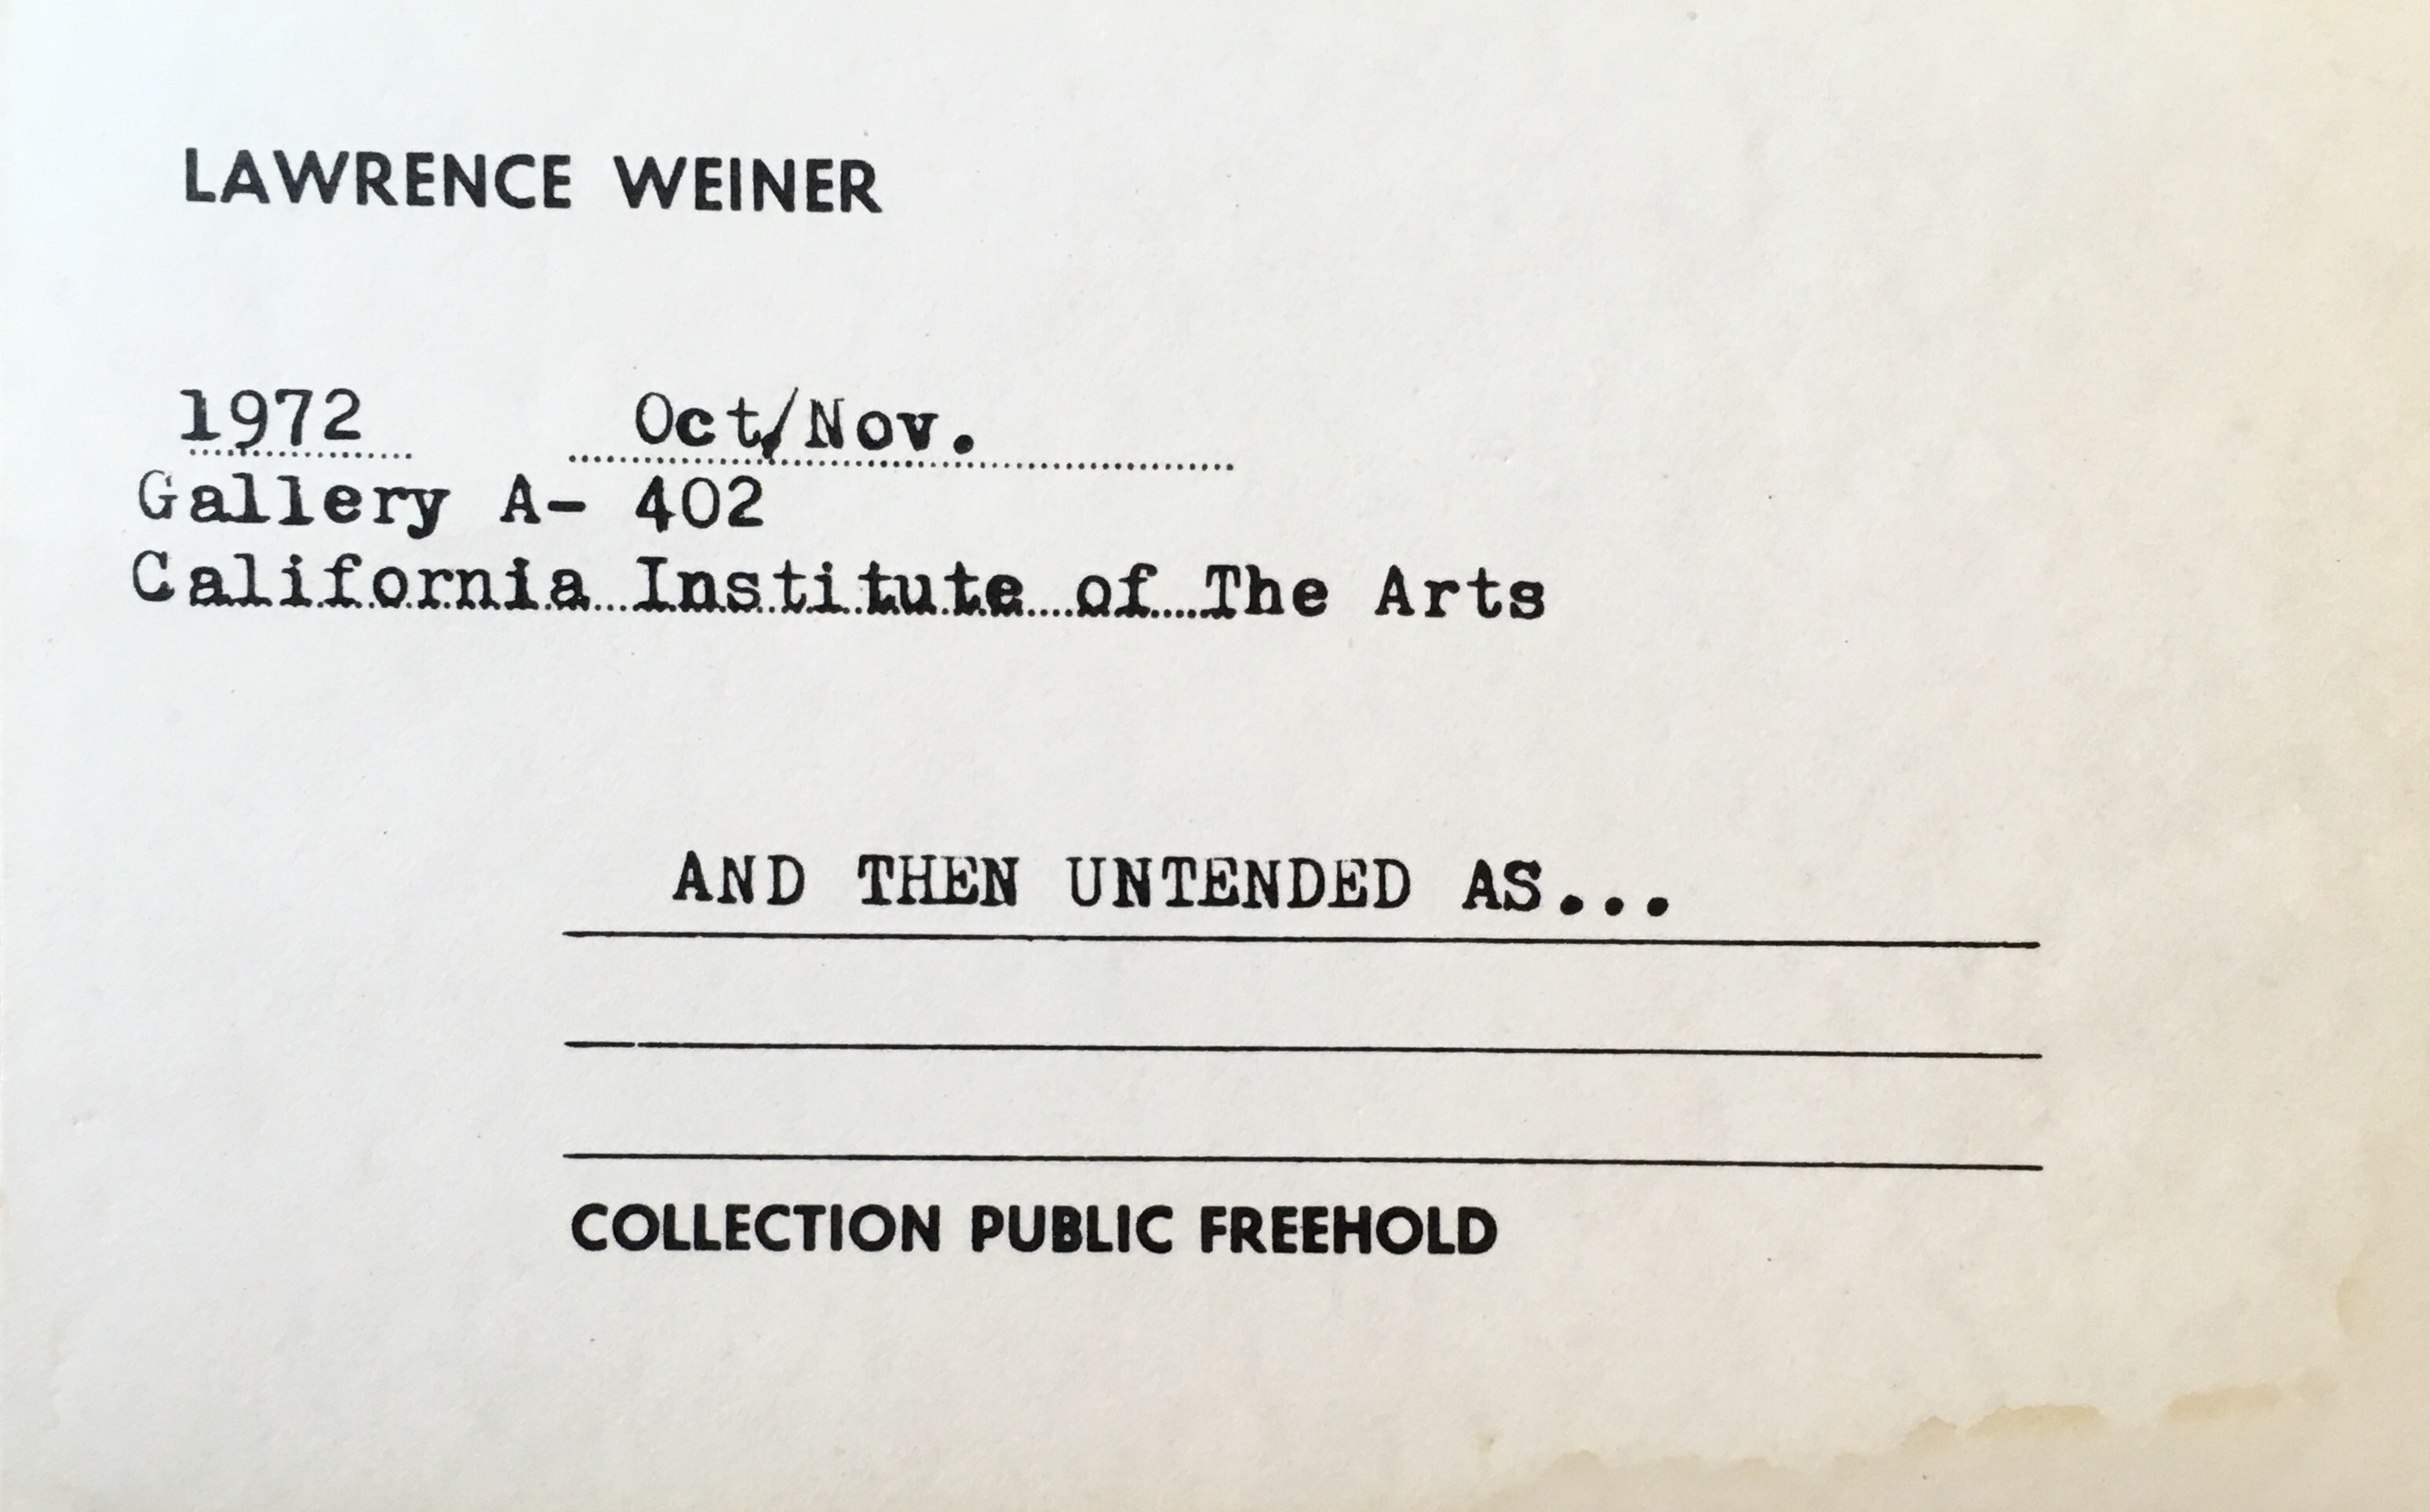 LAWRENCE WEINER
1972 Oct/Nov.
Gallery A- 402
California Institute of The Arts
AND THEN UNTENDED AS...
COLLECTION PUBLIC FREEHOLD